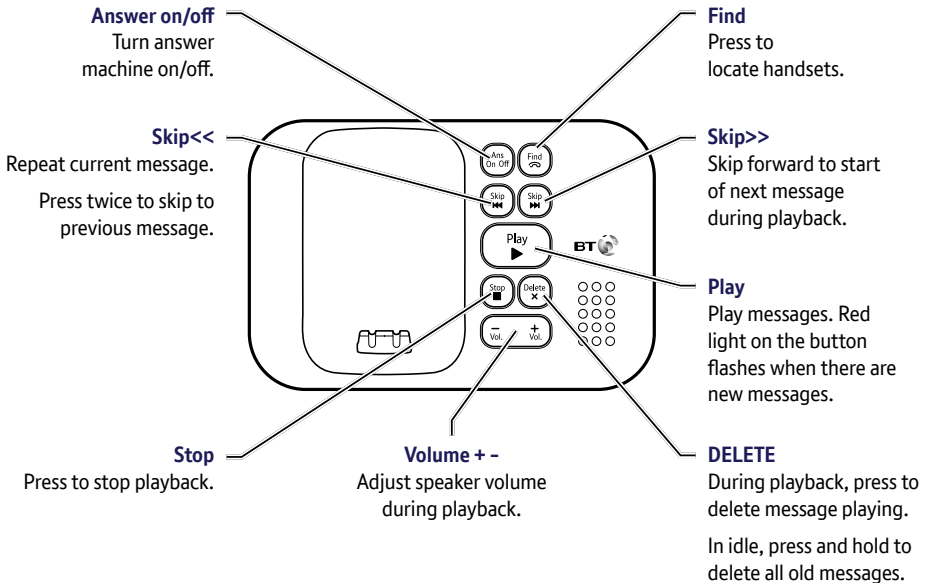 Answer on/off
Turn answer
machine on/off.
Find
Press to
locate handsets.
Skip<<
Repeat current message.
Press twice to skip to
previous message.
Skip>>
Skip forward to start
of next message
during playback.
Ans
On Off
Find
Skip
Skip
Play
BT
Stop
Delete
Vol.
Vol.
Play
Play messages. Red
light on the button
flashes when there are
new messages.
Stop
Press to stop playback.
Volume + -
Adjust speaker volume
during playback.
DELETE
During playback, press to
delete message playing.
In idle, press and hold to
delete all old messages.